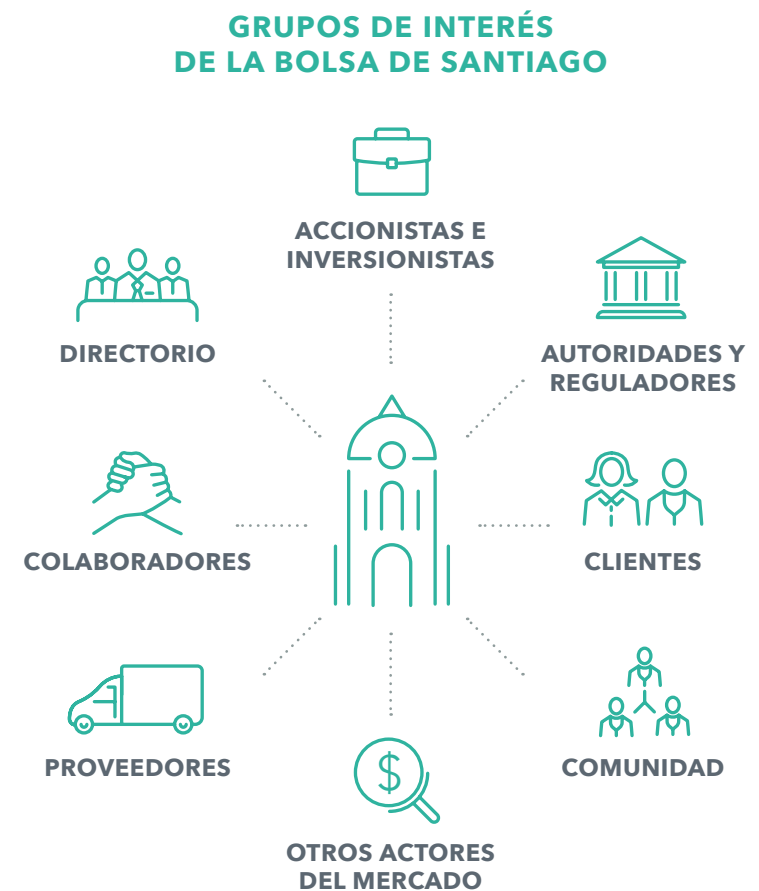 GRUPOS DE INTERÉS
DE LA BOLSA DE SANTIAGO
ACCIONISTAS E
INVERSIONISTAS
DIRECTORIO
AUTORIDADES Y
REGULADORES
COLABORADORES
CLIENTES
PROVEEDORES
COMUNIDAD
$
OTROS ACTORES
DEL MERCADO